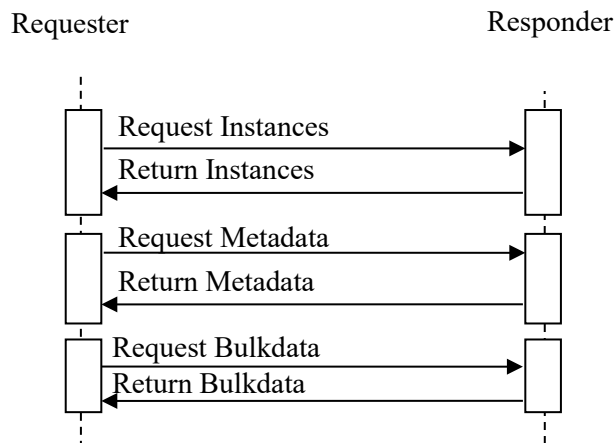 Requester
Responder
Request Instances
Return Instances
Request Metadata
Return Metadata
Request Bulkdata
Return Bulkdata